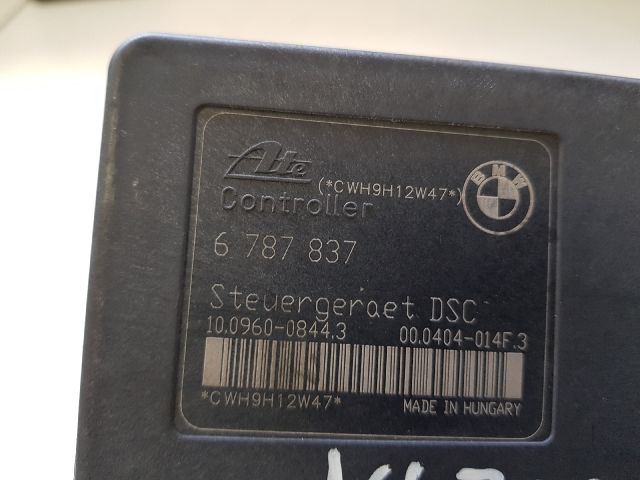 Ate
(*CWH9H12W47*)
BMW
Controller
6 787 837
Steuergeraet DSC
10.0960-0844.3 00.0404-014F.3
*CWH9H12W47*
MADE IN HUNGARY